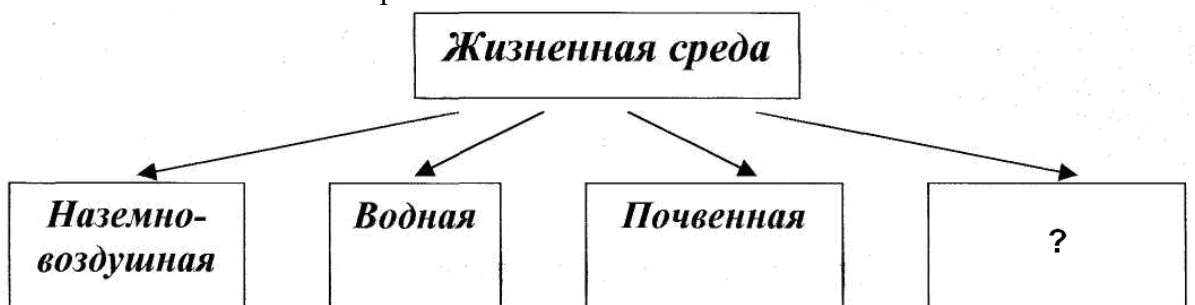 Жизненная среда
Наземно-
воздушная
Водная
Почвенная
?